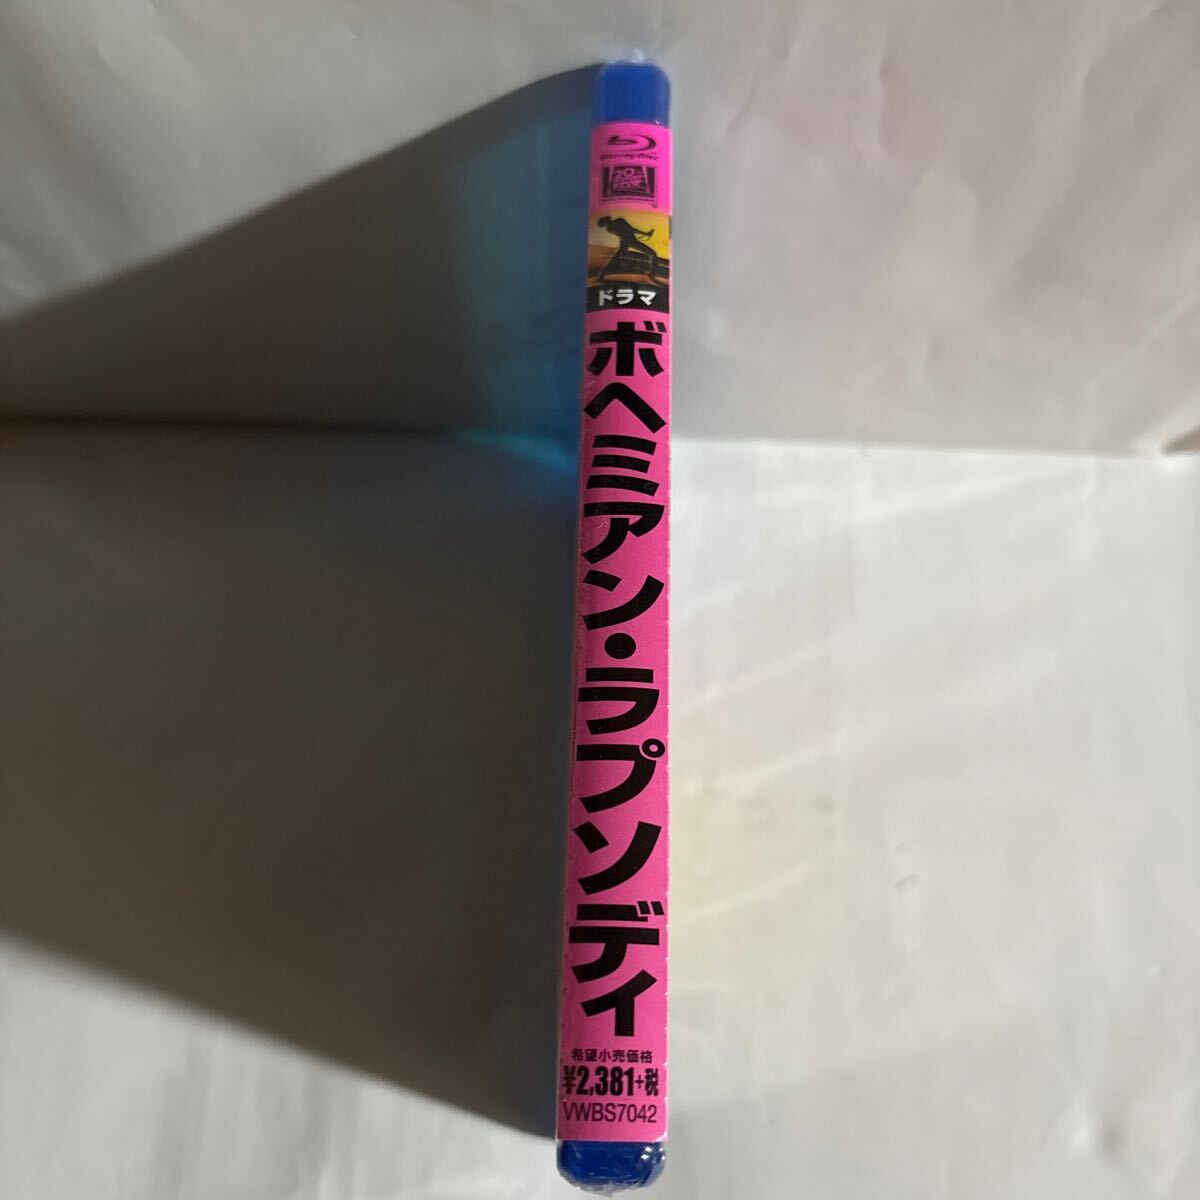 Blu-ray Disc
20
CENTURY
FOX
ドラマ
ボヘミアン・ラプソディ
希望小売価格
¥2,381+税
VWBS7042